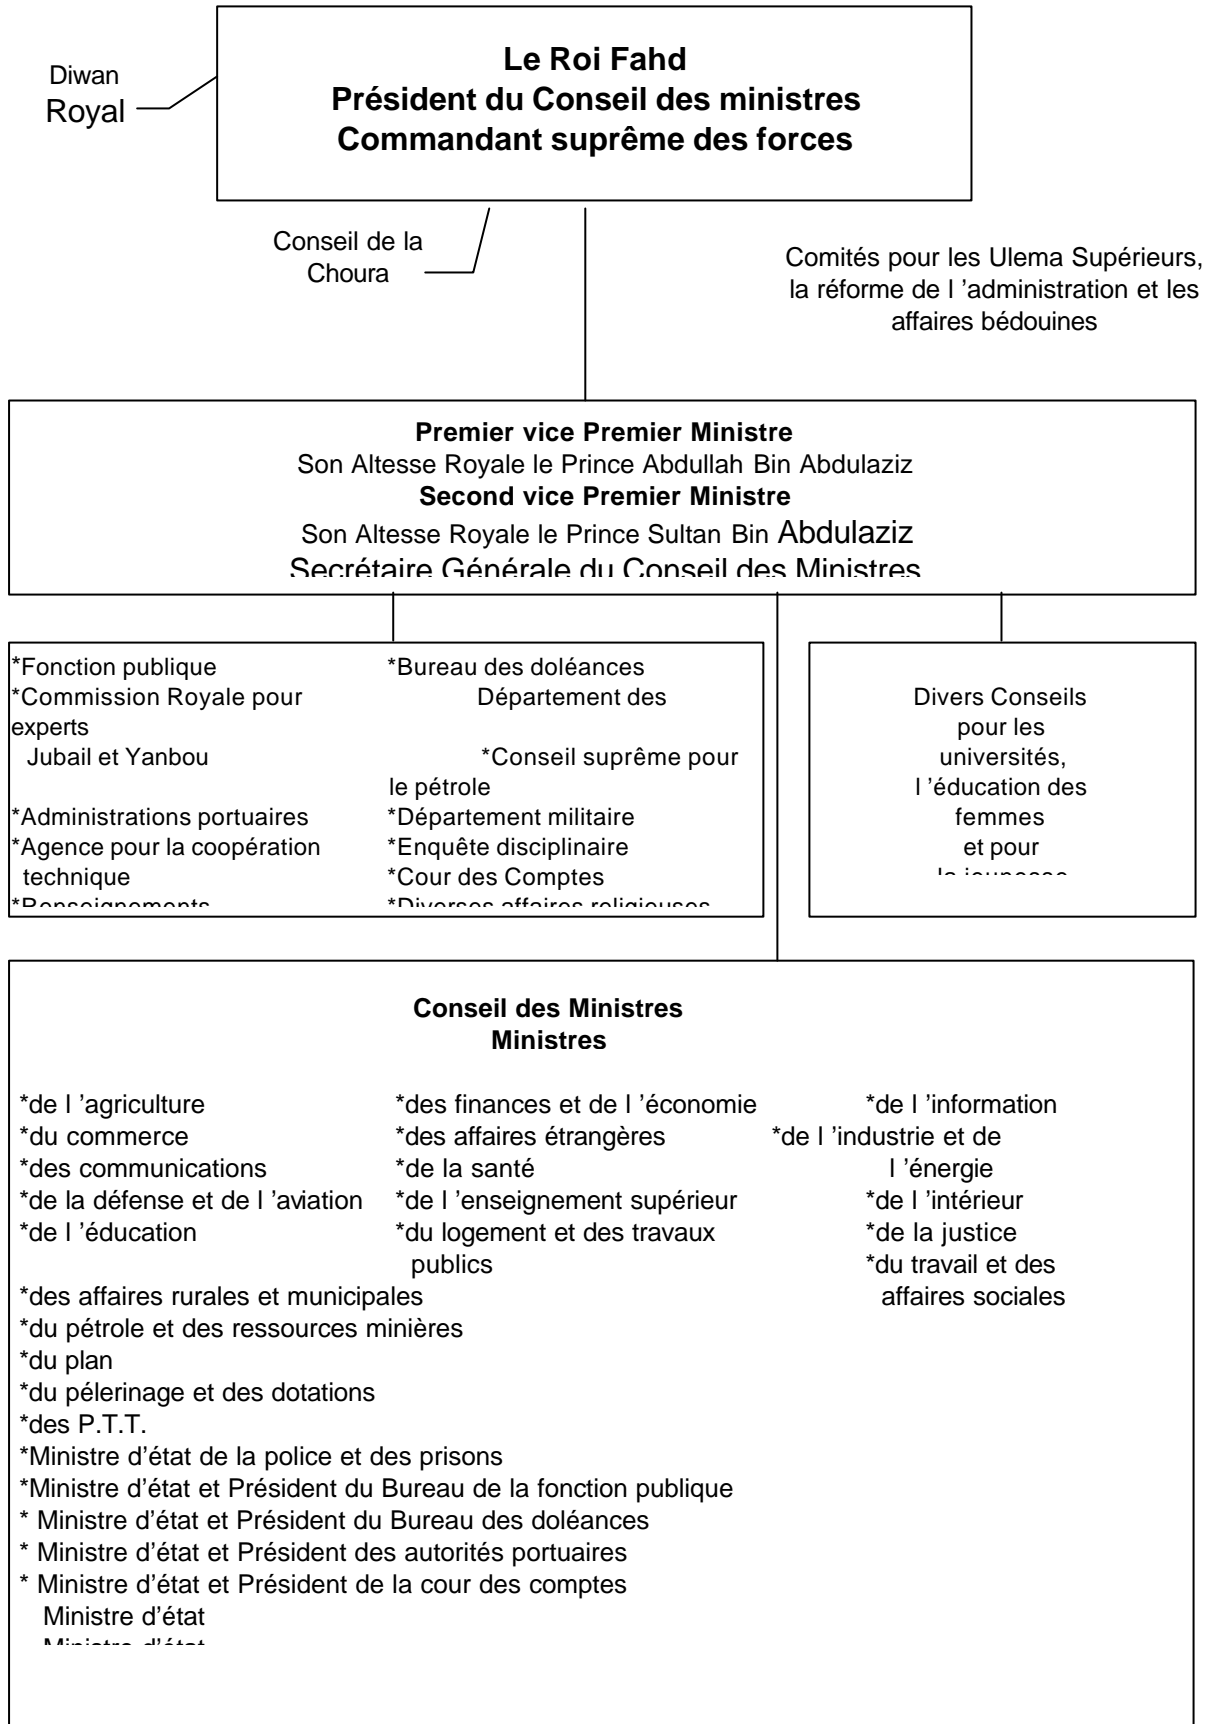 Le Roi Fahd
Président du Conseil des ministres
Commandant suprême des forces
Diwan
Royal
Conseil de la
Choura
Comités pour les Ulema Supérieurs,
la réforme de l ’administration et les
affaires bédouines
Premier vice Premier Ministre
Son Altesse Royale le Prince Abdullah Bin Abdulaziz
Second vice Premier Ministre
Son Altesse Royale le Prince Sultan Bin Abdulaziz
Secrétaire Générale du Conseil des Ministres
*Fonction publique
*Commission Royale pour
experts
Jubail et Yanbou
*Administrations portuaires
*Agence pour la coopération
technique
*Renseignements
*Bureau des doléances
Département des
*Conseil suprême pour
le pétrole
*Département militaire
*Enquête disciplinaire
*Cour des Comptes
*Diverses affaires religieuses
Divers Conseils
pour les
universités,
l ’éducation des
femmes
et pour
la jeunesse
Conseil des Ministres
Ministres
*de l ’agriculture
*du commerce
*des communications
*de la défense et de l ’aviation
*de l ’éducation
*des finances et de l ’économie
*des affaires étrangères
*de la santé
*de l ’enseignement supérieur
*du logement et des travaux
publics
*de l ’information
*de l ’industrie et de
l ’énergie
*de l ’intérieur
*de la justice
*du travail et des
affaires sociales
*des affaires rurales et municipales
*du pétrole et des ressources minières
*du plan
*du pélerinage et des dotations
*des P.T.T.
*Ministre d’état de la police et des prisons
*Ministre d’état et Président du Bureau de la fonction publique
* Ministre d’état et Président du Bureau des doléances
* Ministre d’état et Président des autorités portuaires
* Ministre d’état et Président de la cour des comptes
Ministre d’état
Ministre d’état